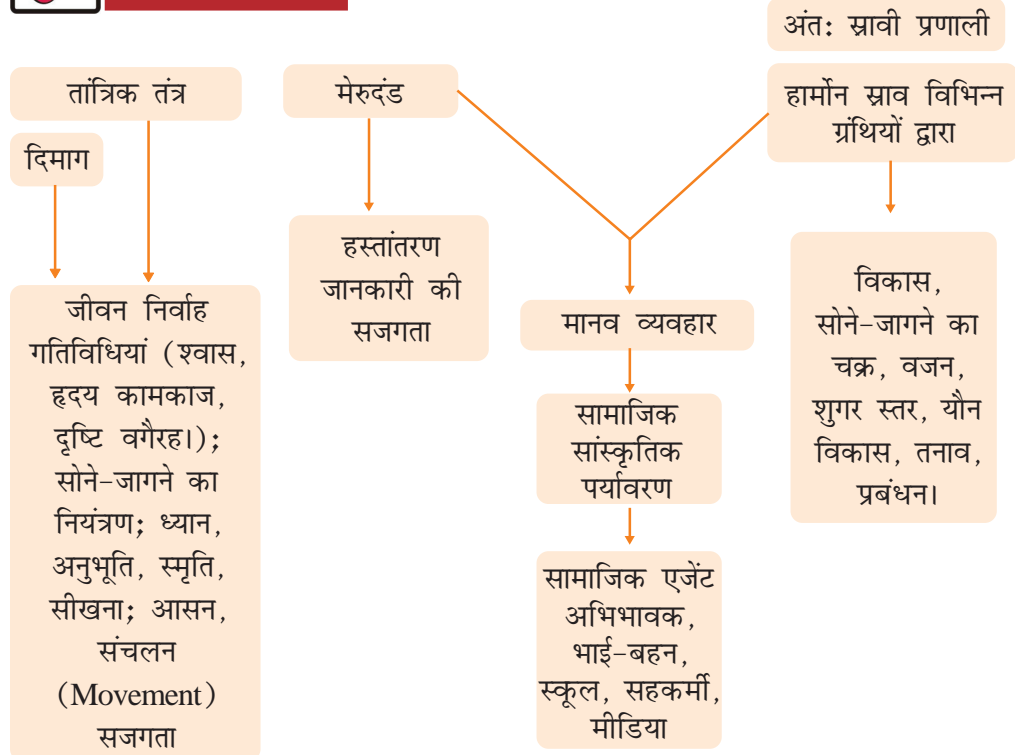 तांत्रिक तंत्र
दिमाग
जीवन निर्वाह
गतिविधियां (श्वास,
हृदय कामकाज,
दृष्टि वगैरह।);
सोने-जागने का
नियंत्रण; ध्यान,
अनुभूति, स्मृति,
सीखना; आसन,
संचलन
(Movement)
सजगता
मेरुदंड
हस्तांतरण
जानकारी की
सजगता
अंत: स्रावी प्रणाली
हार्मोन स्राव विभिन्न
ग्रंथियों द्वारा
विकास,
सोने-जागने का
चक्र, वजन,
शुगर स्तर, यौन
विकास, तनाव,
प्रबंधन।
मानव व्यवहार
सामाजिक
सांस्कृतिक
पर्यावरण
सामाजिक एजेंट
अभिभावक,
भाई-बहन,
स्कूल, सहकर्मी,
मीडिया